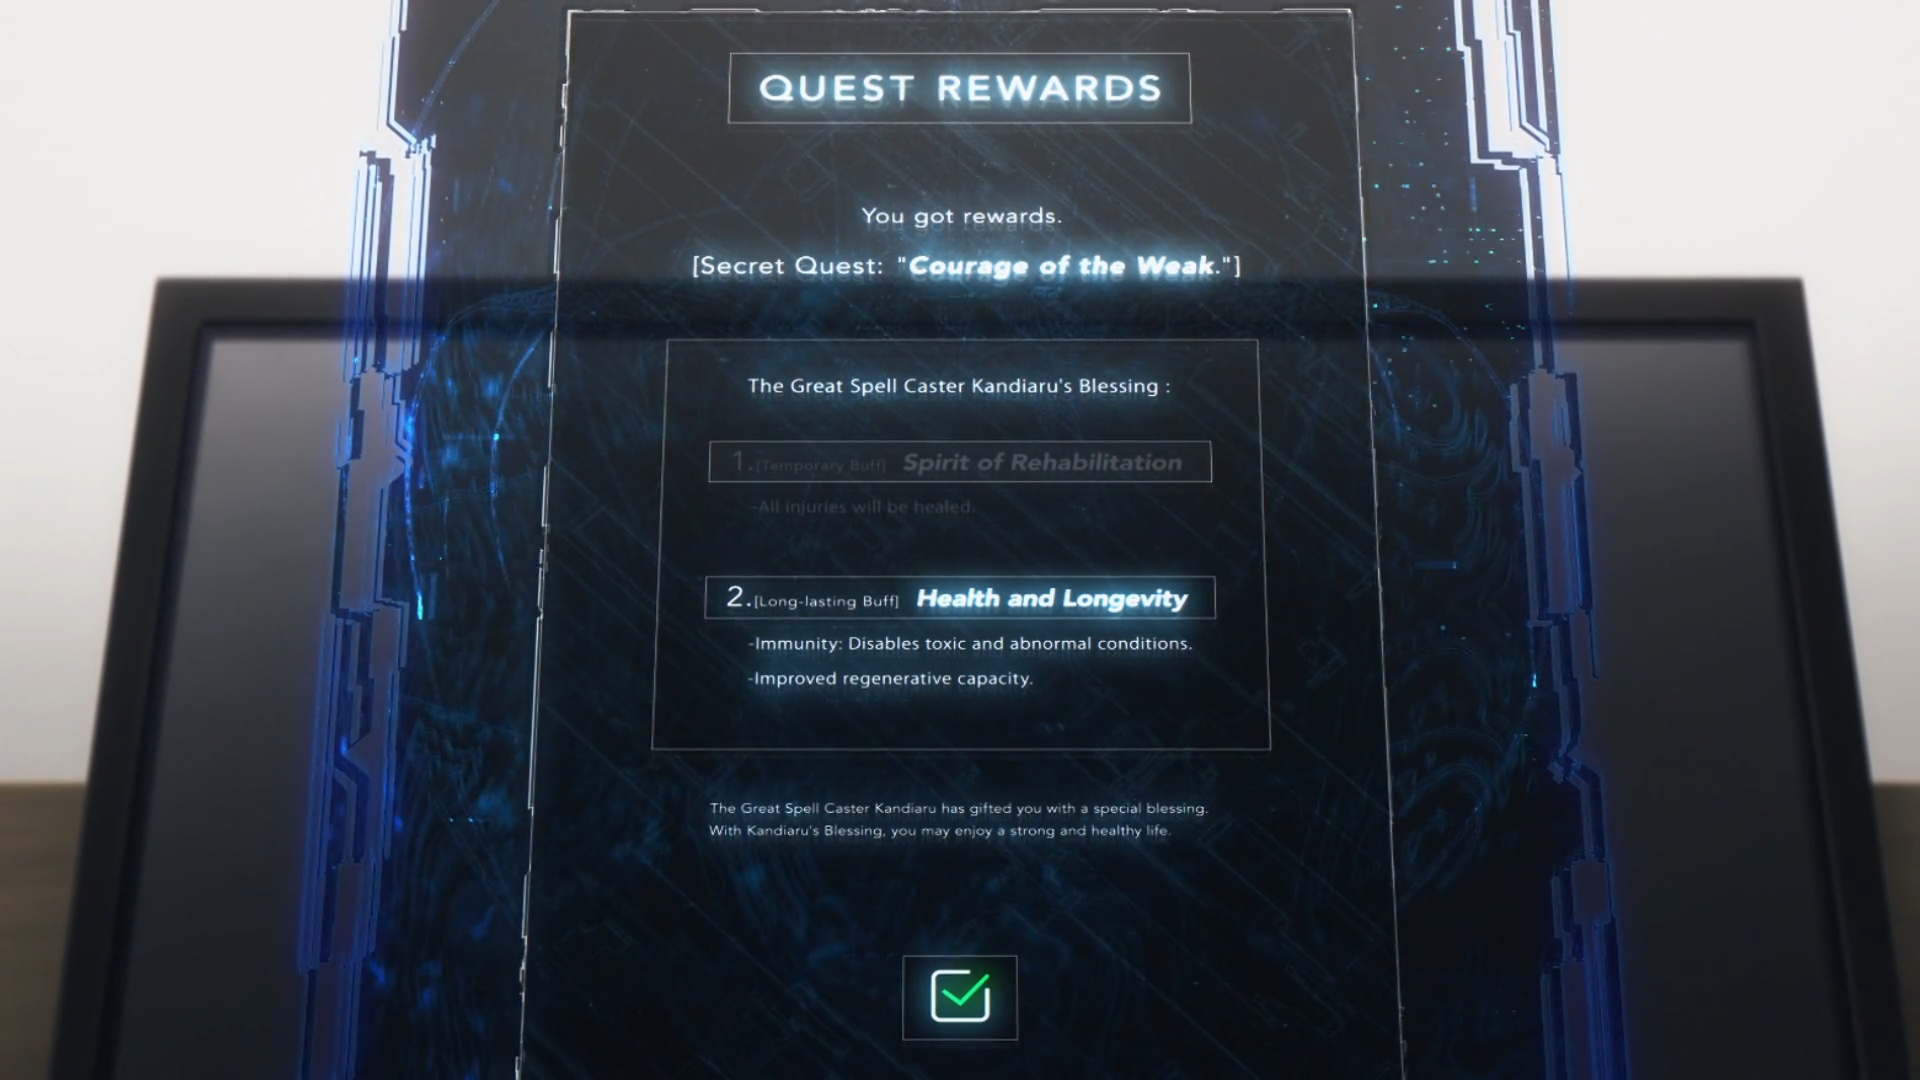 QUEST REWARDS
You got rewards.
[Secret Quest: "Courage of the Weak."]
The Great Spell Caster Kandiaru's Blessing :
1.[Temporary Buff] Spirit of Rehabilitation
-All injuries will be healed.
2.[Long-lasting Buff] Health and Longevity
-Immunity: Disables toxic and abnormal conditions.
-Improved regenerative capacity.
The Great Spell Caster Kandiaru has gifted you with a special blessing.
With Kandiaru's Blessing, you may enjoy a strong and healthy life.